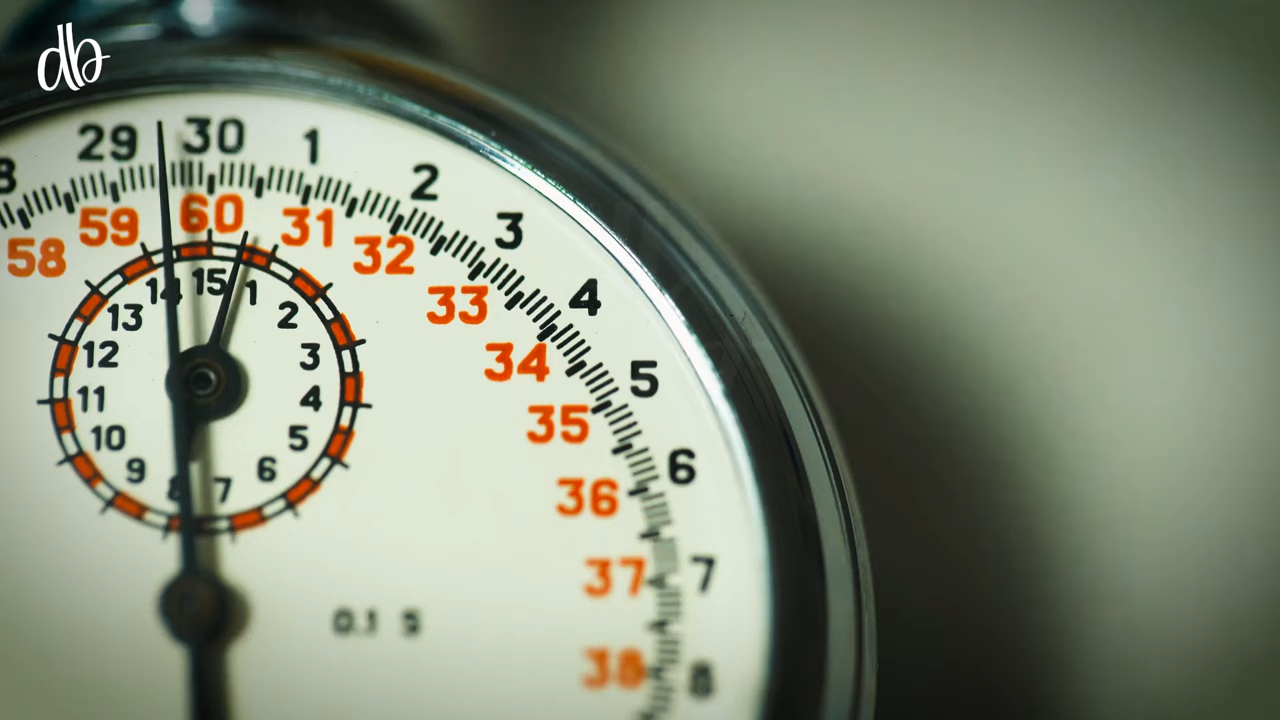 db
8 29 30 1 2 3 4 5 6 7 8
58 59 60 31 32 33 34 35 36 37 38
15 1 2 3 4 5 6 7 8 9 10 11 12 13 14
0.1 S